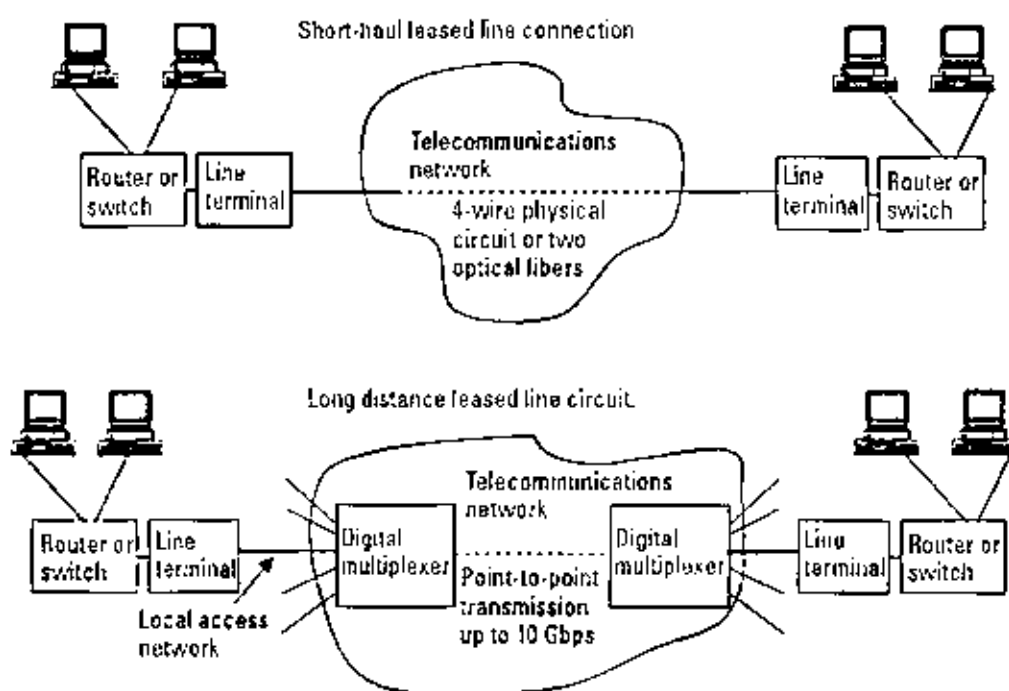 Short-haul leased line connection
Telecommunications
network
Router or
switch
Line
terminal
Line
terminal
Router or
switch
4-wire physical
circuit or two
optical fibers
Long distance leased line circuit.
Telecommunications
network
Router or
switch
Line
terminal
Digital
multiplexer
Digital
multiplexer
Line
terminal
Router or
switch
Point-to-point
transmission
up to 10 Gbps
Local access
network